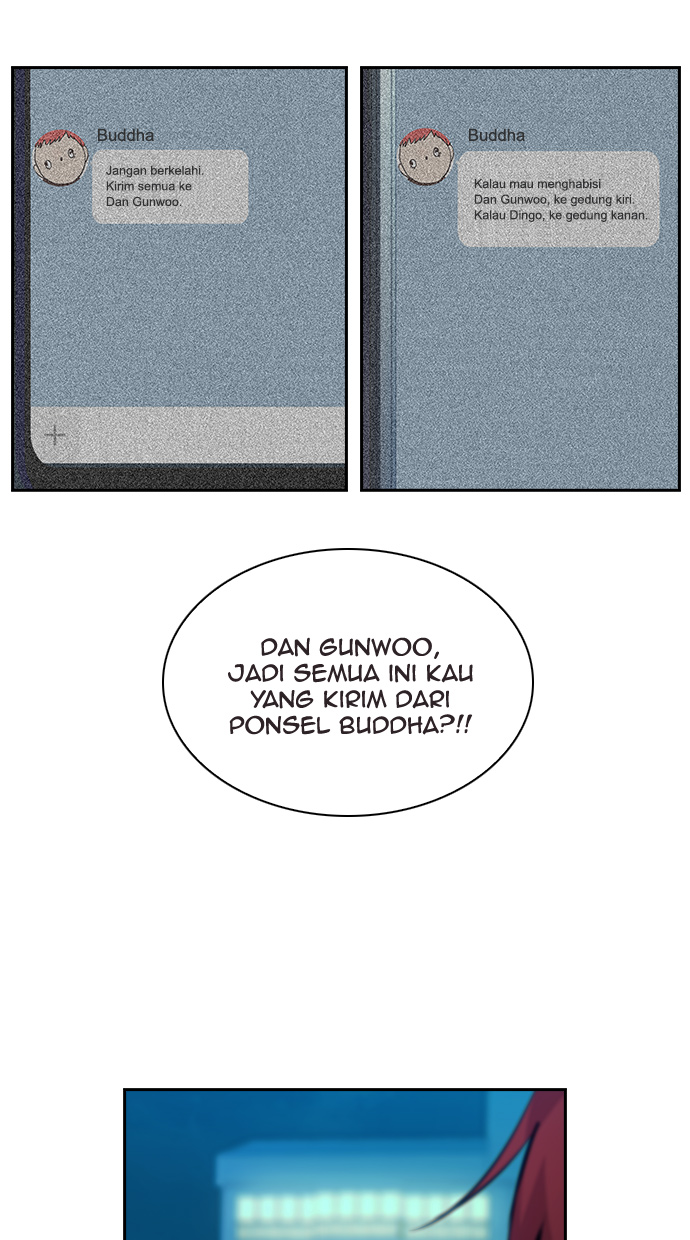 Buddha
Jangan berkelahi.
Kirim semua ke
Dan Gunwoo.
Buddha
Kalau mau menghabisi
Dan Gunwoo, ke gedung kiri.
Kalau Dingo, ke gedung kanan.
DAN GUNWOO,
JADI SEMUA INI KAU
YANG KIRIM DARI
PONSEL BUDDHA?!!